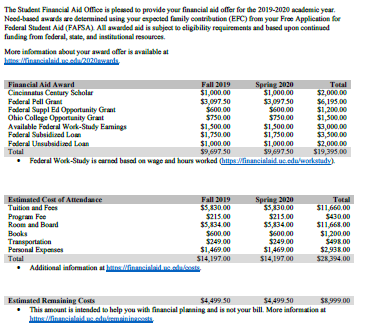 The Student Financial Aid Office is pleased to provide your financial aid offer for the 2019-2020 academic year.
Need-based awards are determined using your expected family contribution (EFC) from your Free Application for
Federal Student Aid (FAFSA). All awarded aid is subject to eligibility requirements and based upon continued
funding from federal, state, and institutional resources.
More information about your award offer is available at
https://financialaid.uc.edu/2020awards.
Financial Aid Award Fall 2019 Spring 2020 Total
Cincinnatus Century Scholar $1,000.00 $1,000.00 $2,000.00
Federal Pell Grant $3,097.50 $3,097.50 $6,195.00
Federal Suppl Ed Opportunity Grant $600.00 $600.00 $1,200.00
Ohio College Opportunity Grant $750.00 $750.00 $1,500.00
Available Federal Work-Study Earnings $1,500.00 $1,500.00 $3,000.00
Federal Subsidized Loan $1,750.00 $1,750.00 $3,500.00
Federal Unsubsidized Loan $1,000.00 $1,000.00 $2,000.00
Total $9,697.50 $9,697.50 $19,395.00
• Federal Work-Study is earned based on wage and hours worked (https://financialaid.uc.edu/workstudy).
Estimated Cost of Attendance Fall 2019 Spring 2020 Total
Tuition and Fees $5,830.00 $5,830.00 $11,660.00
Program Fee $215.00 $215.00 $430.00
Room and Board $5,834.00 $5,834.00 $11,668.00
Books $600.00 $600.00 $1,200.00
Transportation $249.00 $249.00 $498.00
Personal Expenses $1,469.00 $1,469.00 $2,938.00
Total $14,197.00 $14,197.00 $28,394.00
• Additional information at https://financialaid.uc.edu/costs.
Estimated Remaining Costs $4,499.50 $4,499.50 $8,999.00
• This amount is intended to help you with financial planning and is not your bill. More information at
https://financialaid.uc.edu/remainingcosts.